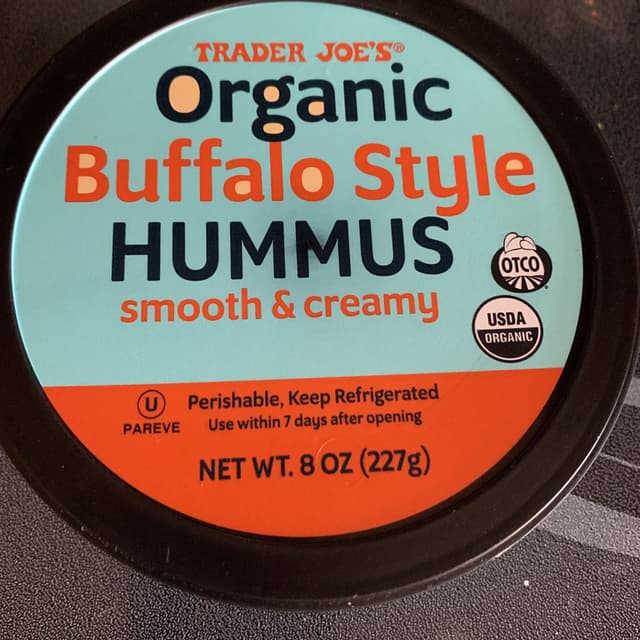 TRADER JOE'S®
Organic
Buffalo Style
HUMMUS
smooth & creamy
OTCO
USDA
ORGANIC
U
PAREVE
Perishable, Keep Refrigerated
Use within 7 days after opening
NET WT. 8 OZ (227g)